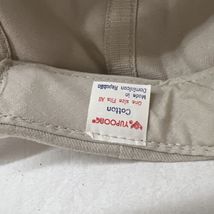 YUPOONG®
Cotton
One size Fits All
Made in
Dominican Republic